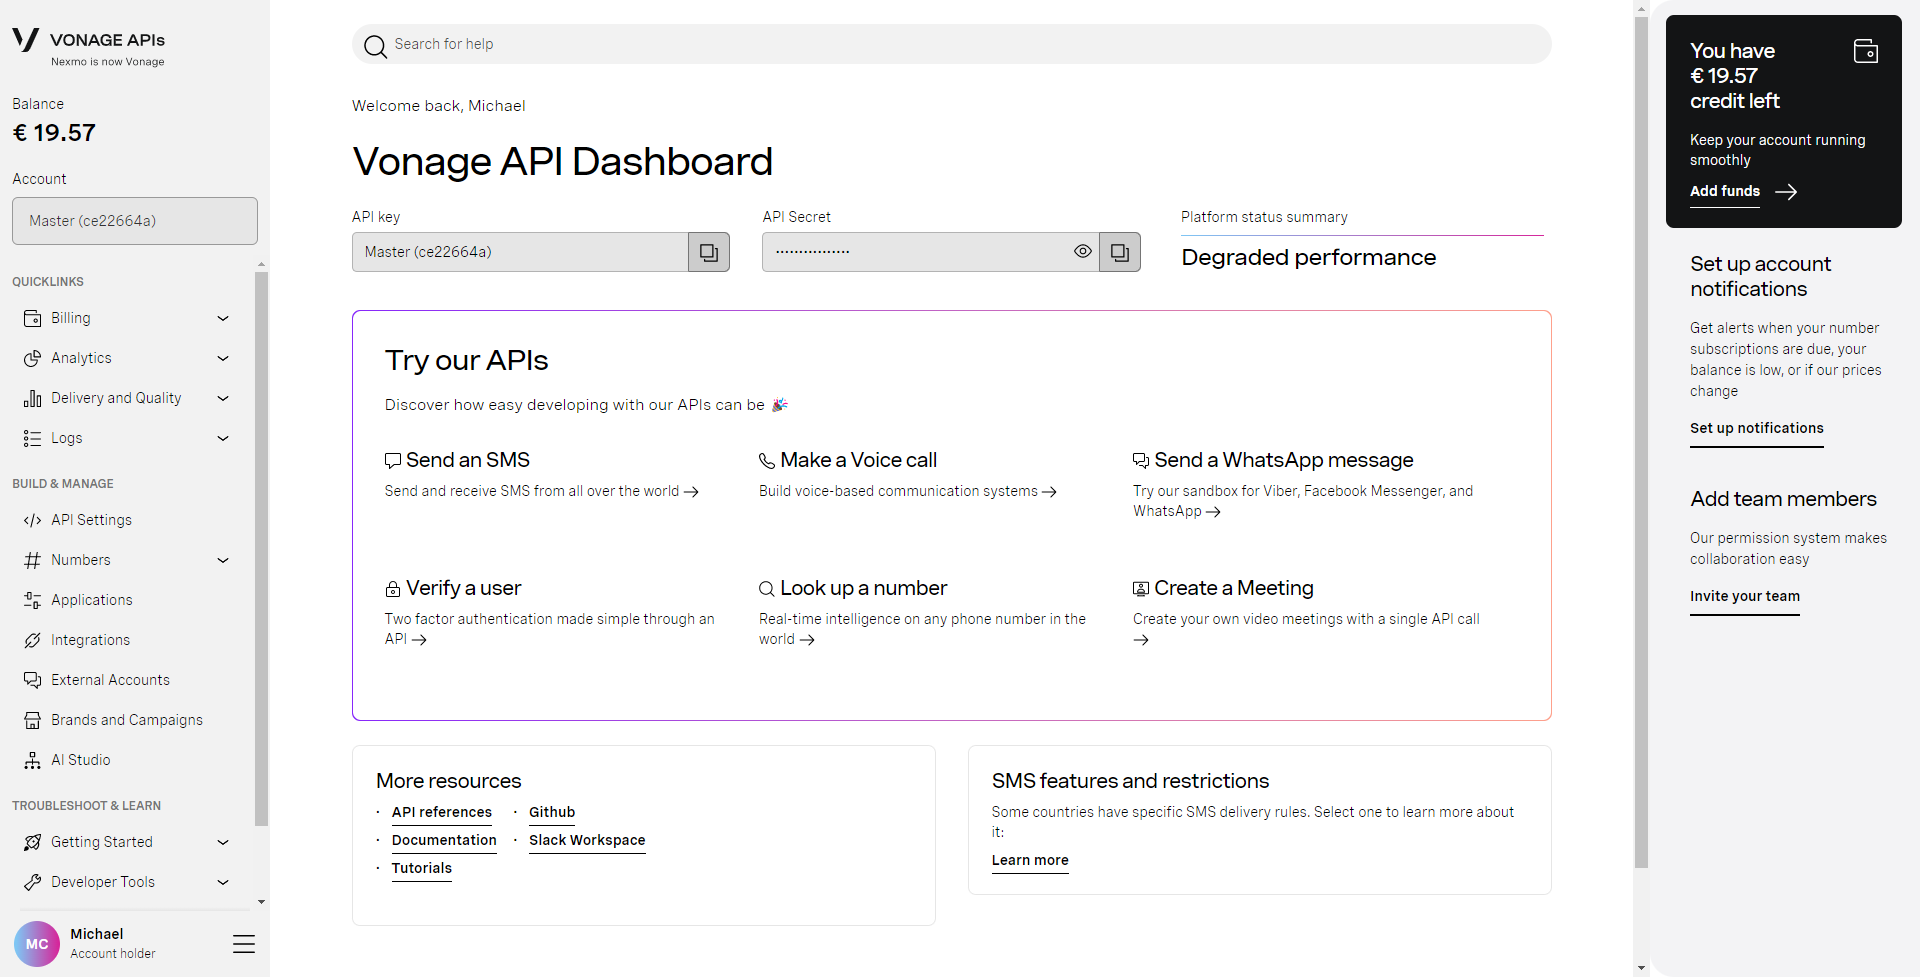 VONAGE APIs
Nexmo is now Vonage
Balance
€ 19.57
Account
Master (ce22664a)
QUICKLINKS
Billing
Analytics
Delivery and Quality
Logs
BUILD & MANAGE
API Settings
Numbers
Applications
Integrations
External Accounts
Brands and Campaigns
AI Studio
TROUBLESHOOT & LEARN
Getting Started
Developer Tools
MC
Michael
Account holder
Search for help
Welcome back, Michael
Vonage API Dashboard
API key
Master (ce22664a)
API Secret
···············
Platform status summary
Degraded performance
Try our APIs
Discover how easy developing with our APIs can be 🎉
Send an SMS
Send and receive SMS from all over the world →
Make a Voice call
Build voice-based communication systems →
Send a WhatsApp message
Try our sandbox for Viber, Facebook Messenger, and
WhatsApp →
Verify a user
Two factor authentication made simple through an
API →
Look up a number
Real-time intelligence on any phone number in the
world →
Create a Meeting
Create your own video meetings with a single API call
→
More resources
· API references
· Github
· Documentation
· Slack Workspace
· Tutorials
SMS features and restrictions
Some countries have specific SMS delivery rules. Select one to learn more about
it:
Learn more
You have
€ 19.57
credit left
Keep your account running
smoothly
Add funds →
Set up account
notifications
Get alerts when your number
subscriptions are due, your
balance is low, or if our prices
change
Set up notifications
Add team members
Our permission system makes
collaboration easy
Invite your team